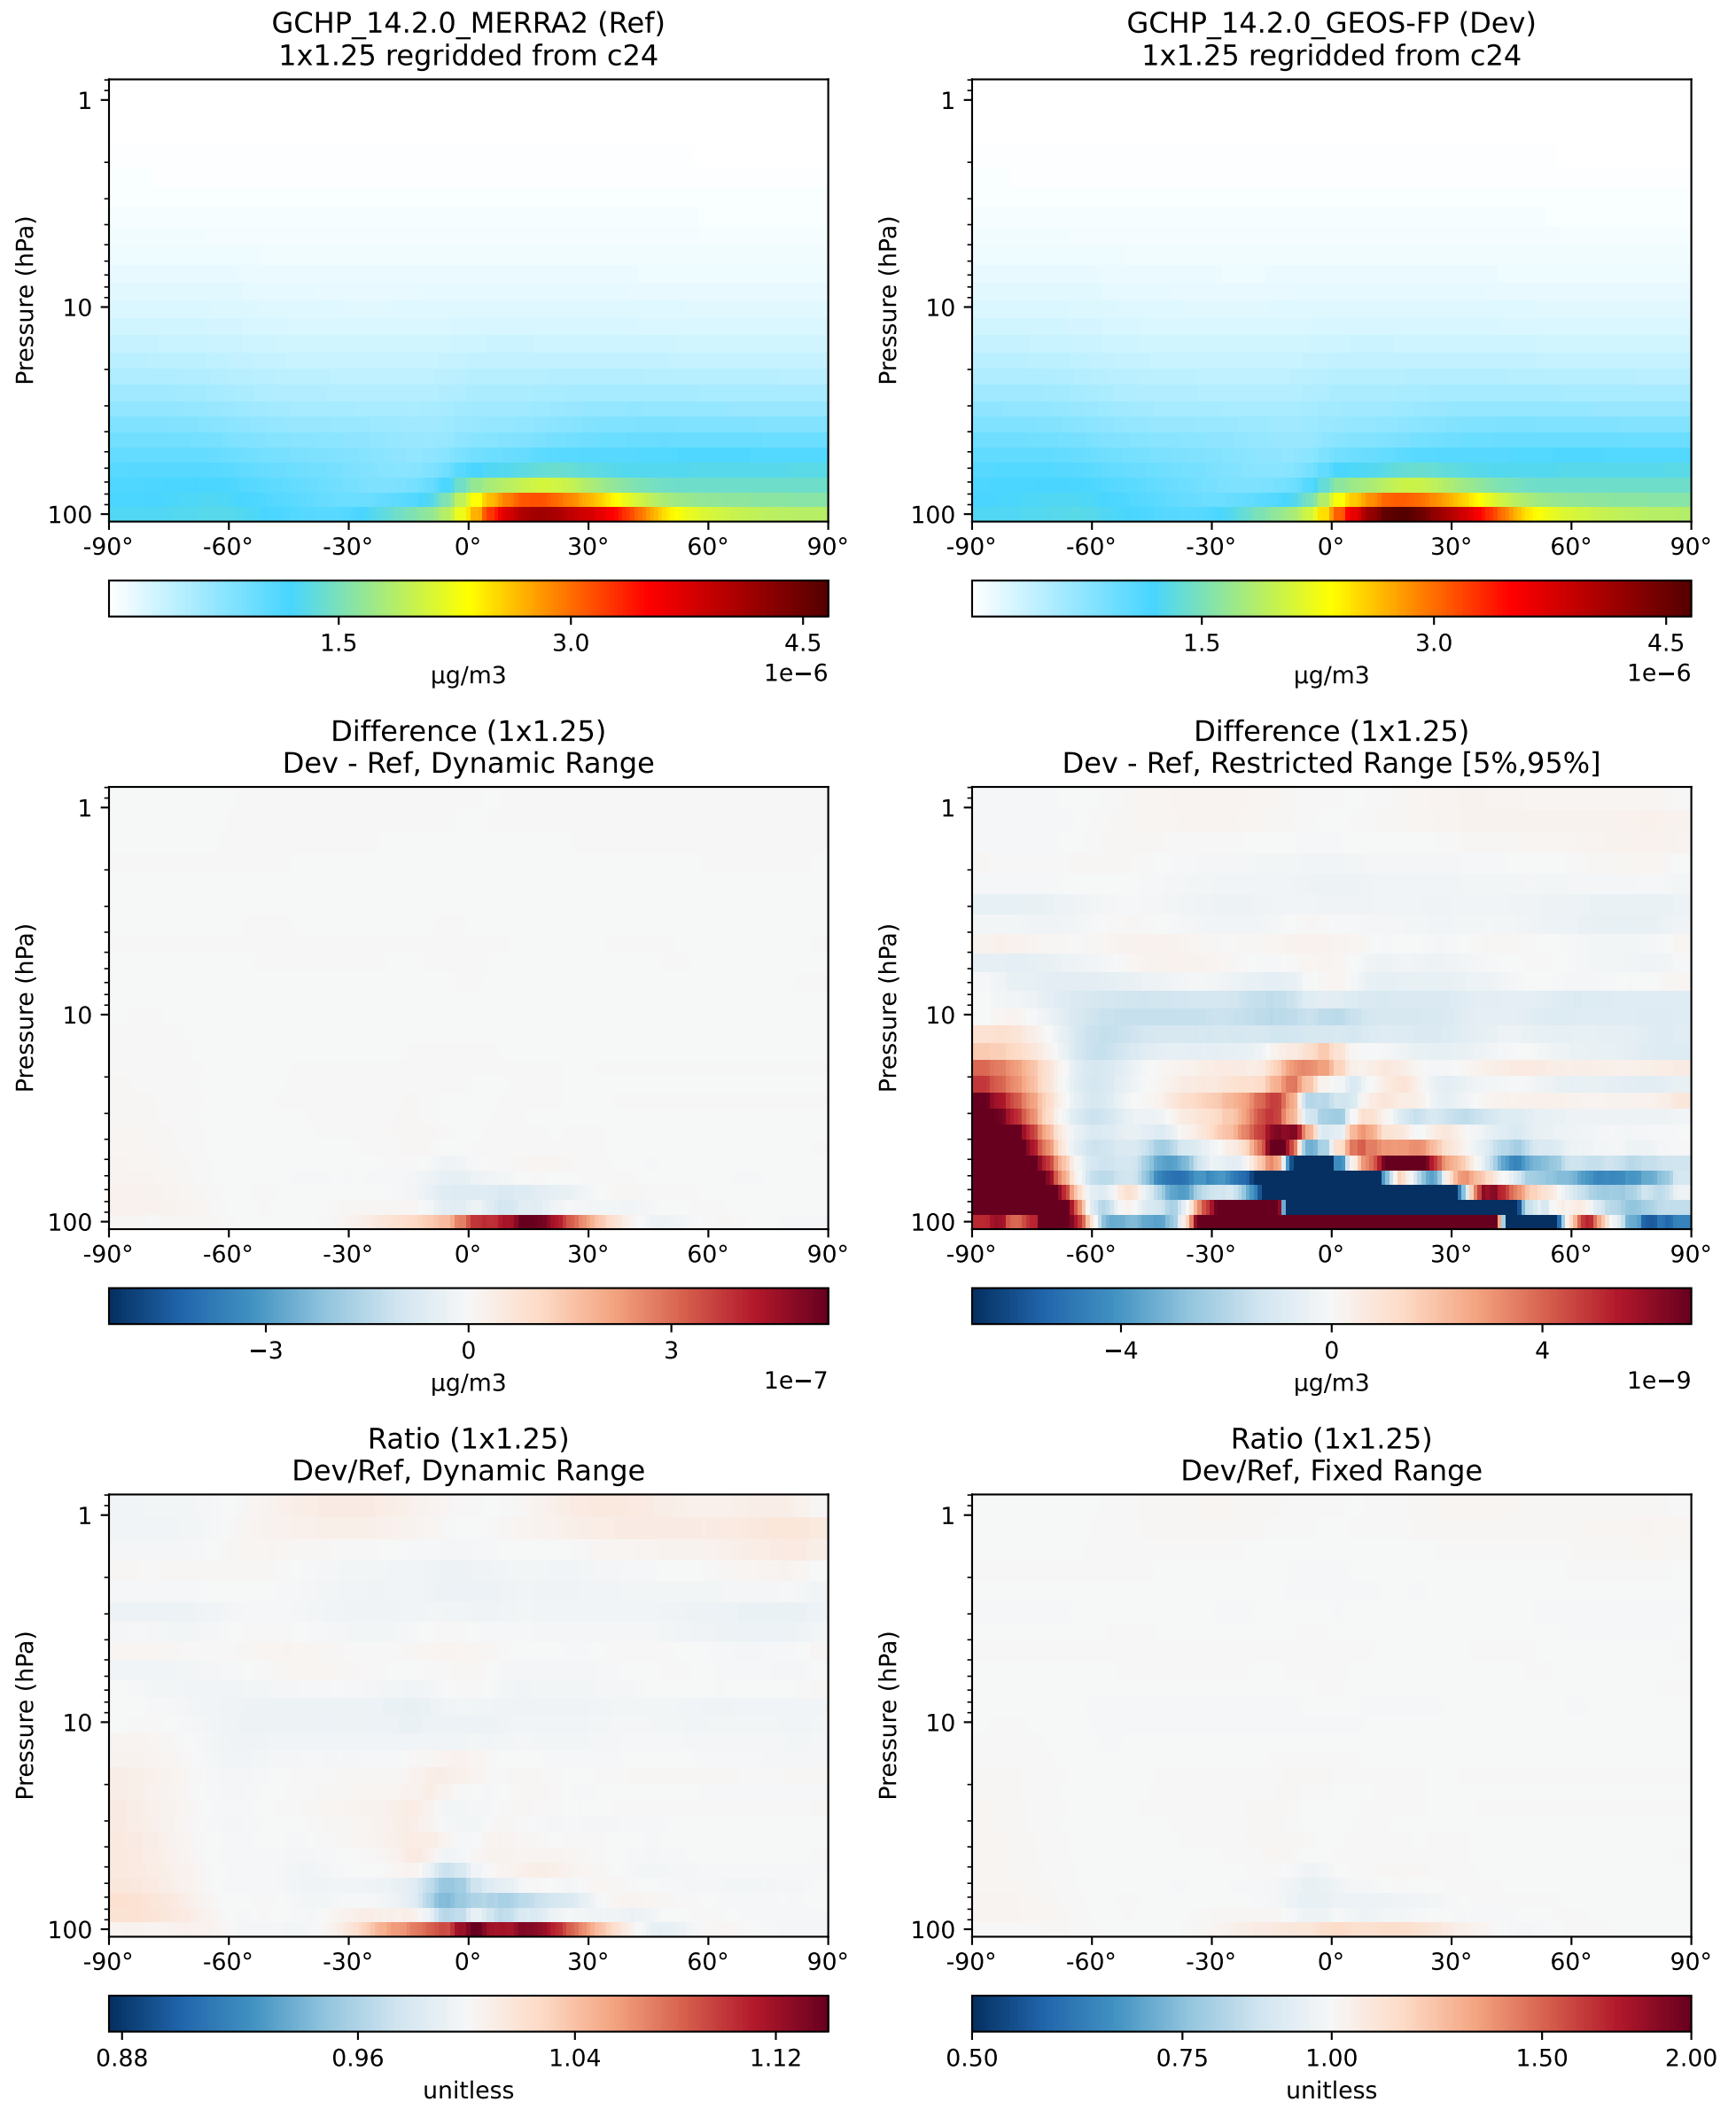 GCHP_14.2.0_MERRA2 (Ref)
1x1.25 regridded from c24
Pressure (hPa)
1
10
100
-90° -60° -30° 0° 30° 60° 90°
1.5 3.0 4.5
1e−6
µg/m3
GCHP_14.2.0_GEOS-FP (Dev)
1x1.25 regridded from c24
Pressure (hPa)
1
10
100
-90° -60° -30° 0° 30° 60° 90°
1.5 3.0 4.5
1e−6
µg/m3
Difference (1x1.25)
Dev - Ref, Dynamic Range
Pressure (hPa)
1
10
100
-90° -60° -30° 0° 30° 60° 90°
−3 0 3
1e−7
µg/m3
Difference (1x1.25)
Dev - Ref, Restricted Range [5%,95%]
Pressure (hPa)
1
10
100
-90° -60° -30° 0° 30° 60° 90°
−4 0 4
1e−9
µg/m3
Ratio (1x1.25)
Dev/Ref, Dynamic Range
Pressure (hPa)
1
10
100
-90° -60° -30° 0° 30° 60° 90°
0.88 0.96 1.04 1.12
unitless
Ratio (1x1.25)
Dev/Ref, Fixed Range
Pressure (hPa)
1
10
100
-90° -60° -30° 0° 30° 60° 90°
0.50 0.75 1.00 1.50 2.00
unitless